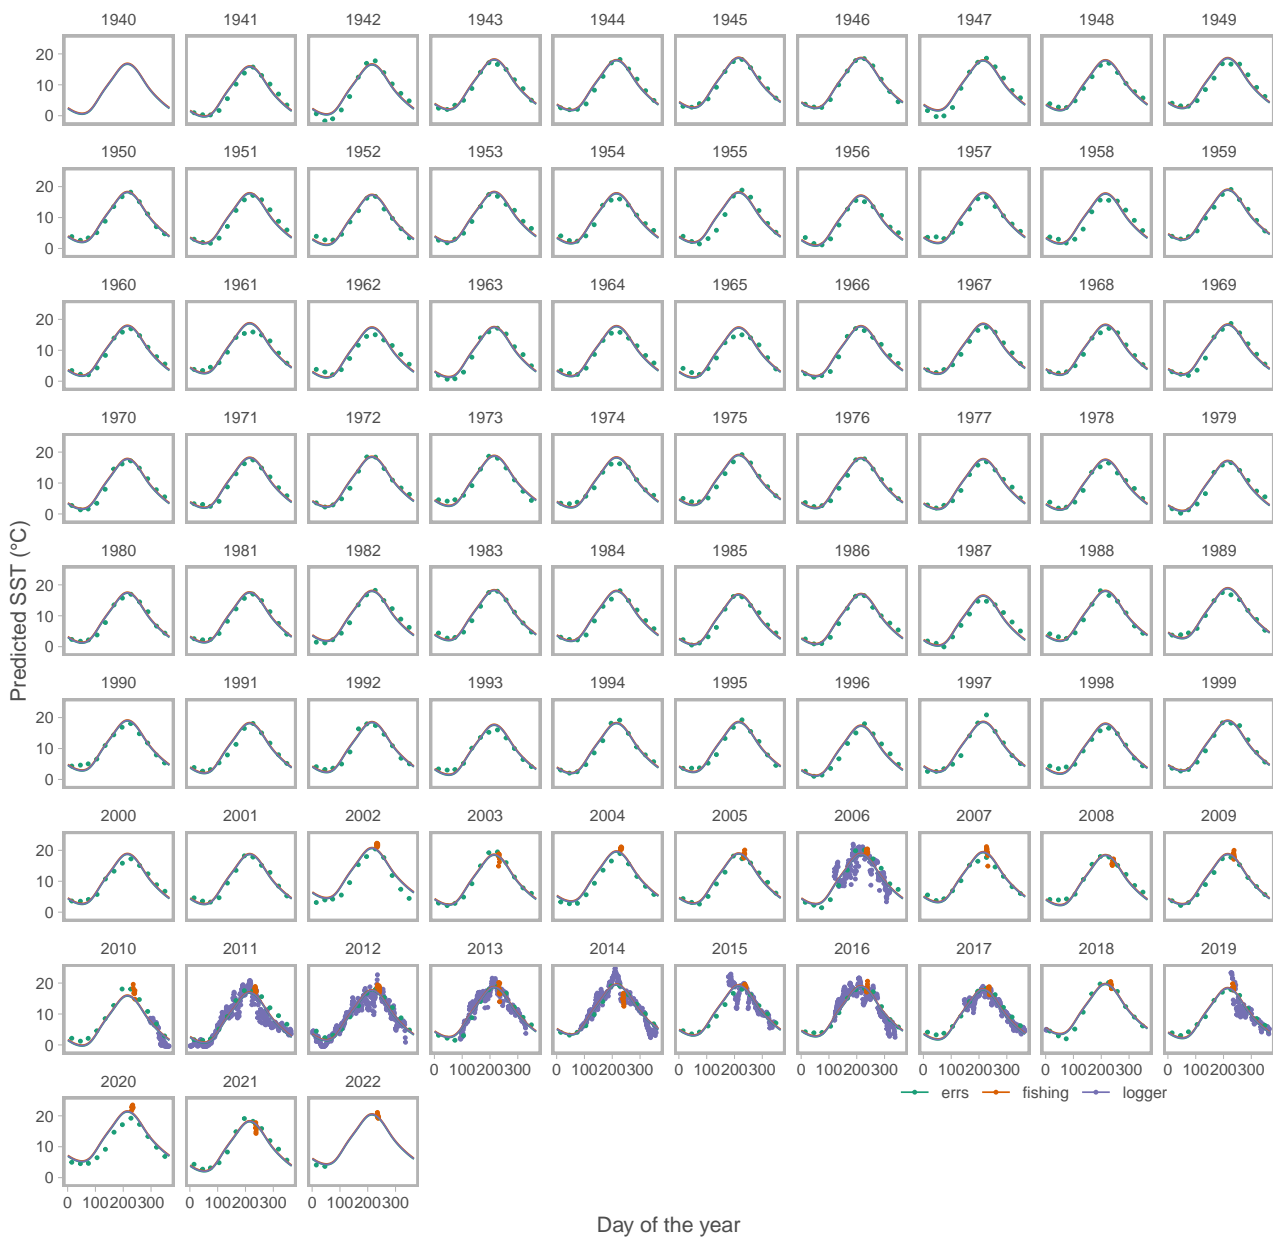 1940 1941 1942 1943 1944 1945 1946 1947 1948 1949
20
10
0
1950 1951 1952 1953 1954 1955 1956 1957 1958 1959
20
10
0
1960 1961 1962 1963 1964 1965 1966 1967 1968 1969
20
10
0
1970 1971 1972 1973 1974 1975 1976 1977 1978 1979
20
10
0
Predicted SST (°C)
1980 1981 1982 1983 1984 1985 1986 1987 1988 1989
20
10
0
1990 1991 1992 1993 1994 1995 1996 1997 1998 1999
20
10
0
2000 2001 2002 2003 2004 2005 2006 2007 2008 2009
20
10
0
2010 2011 2012 2013 2014 2015 2016 2017 2018 2019
20
10
0
0 100200300 0 100200300 0 100200300 0 100200300 0 100200300 0 100200300 0 100200300
2020 2021 2022
errs fishing logger
20
10
0
0 100200300 0 100200300 0 100200300
Day of the year